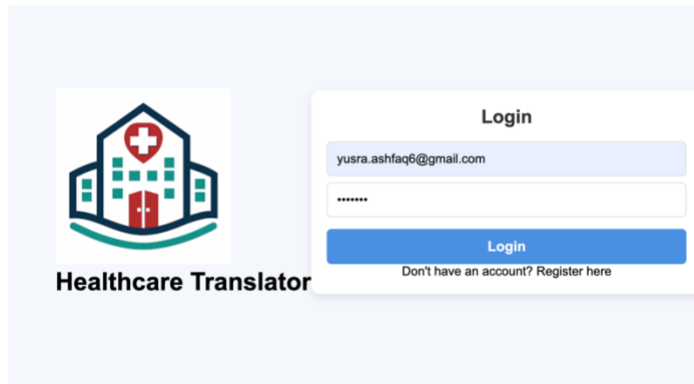 Login
yusra.ashfaq6@gmail.com
•••••••
Login
Don't have an account? Register here
Healthcare Translator